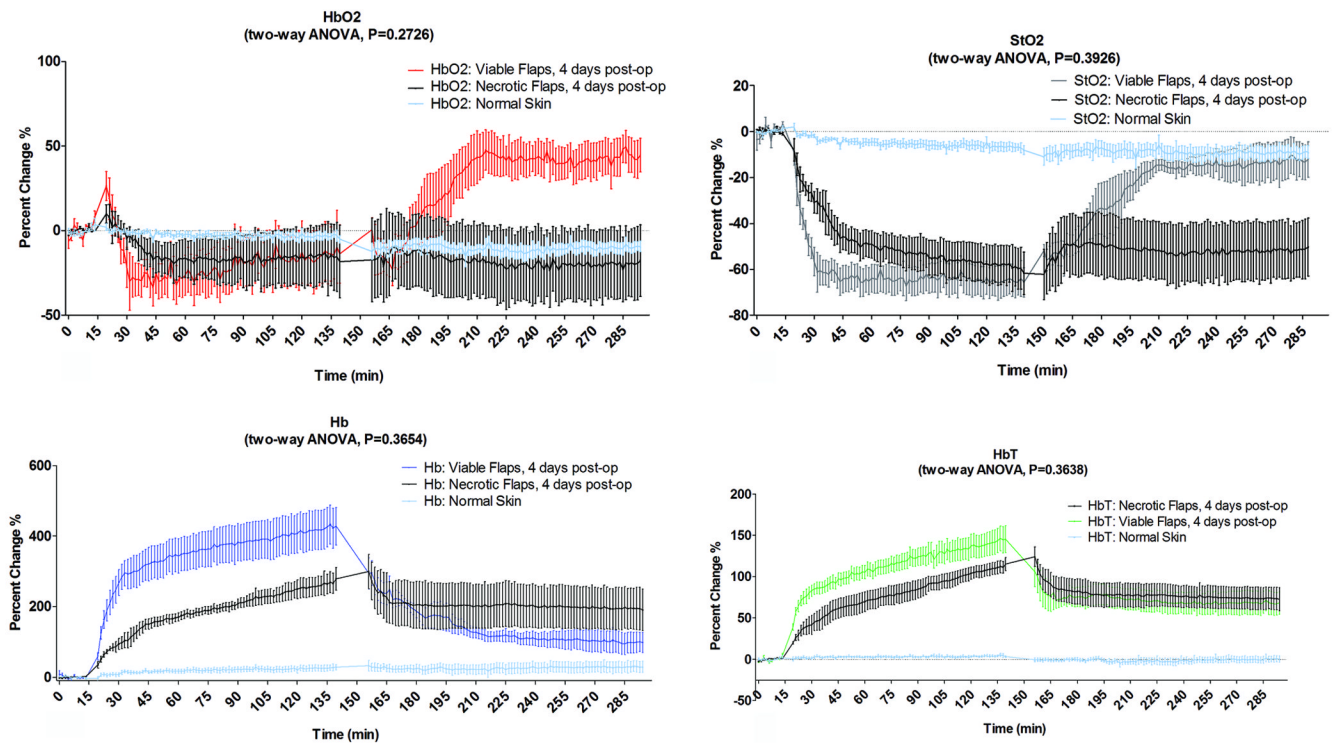 HbO2
(two-way ANOVA, P=0.2726)
HbO2: Viable Flaps, 4 days post-op
HbO2: Necrotic Flaps, 4 days post-op
HbO2: Normal Skin
Percent Change %
100
50
0
-50
0 15 30 45 60 75 90 105 120 135 150 165 180 195 210 225 240 255 270 285
Time (min)
StO2
(two-way ANOVA, P=0.3926)
StO2: Viable Flaps, 4 days post-op
StO2: Necrotic Flaps, 4 days post-op
StO2: Normal Skin
Percent Change %
20
0
-20
-40
-60
-80
0 15 30 45 60 75 90 105 120 135 150 165 180 195 210 225 240 255 270 285
Time (min)
Hb
(two-way ANOVA, P=0.3654)
Hb: Viable Flaps, 4 days post-op
Hb: Necrotic Flaps, 4 days post-op
Hb: Normal Skin
Percent Change %
600
400
200
0
0 15 30 45 60 75 90 105 120 135 150 165 180 195 210 225 240 255 270 285
Time (min)
HbT
(two-way ANOVA, P=0.3638)
HbT: Necrotic Flaps, 4 days post-op
HbT: Viable Flaps, 4 days post-op
HbT: Normal Skin
Percent Change %
200
150
100
50
0
-50
0 15 30 45 60 75 90 105 120 135 150 165 180 195 210 225 240 255 270 285
Time (min)